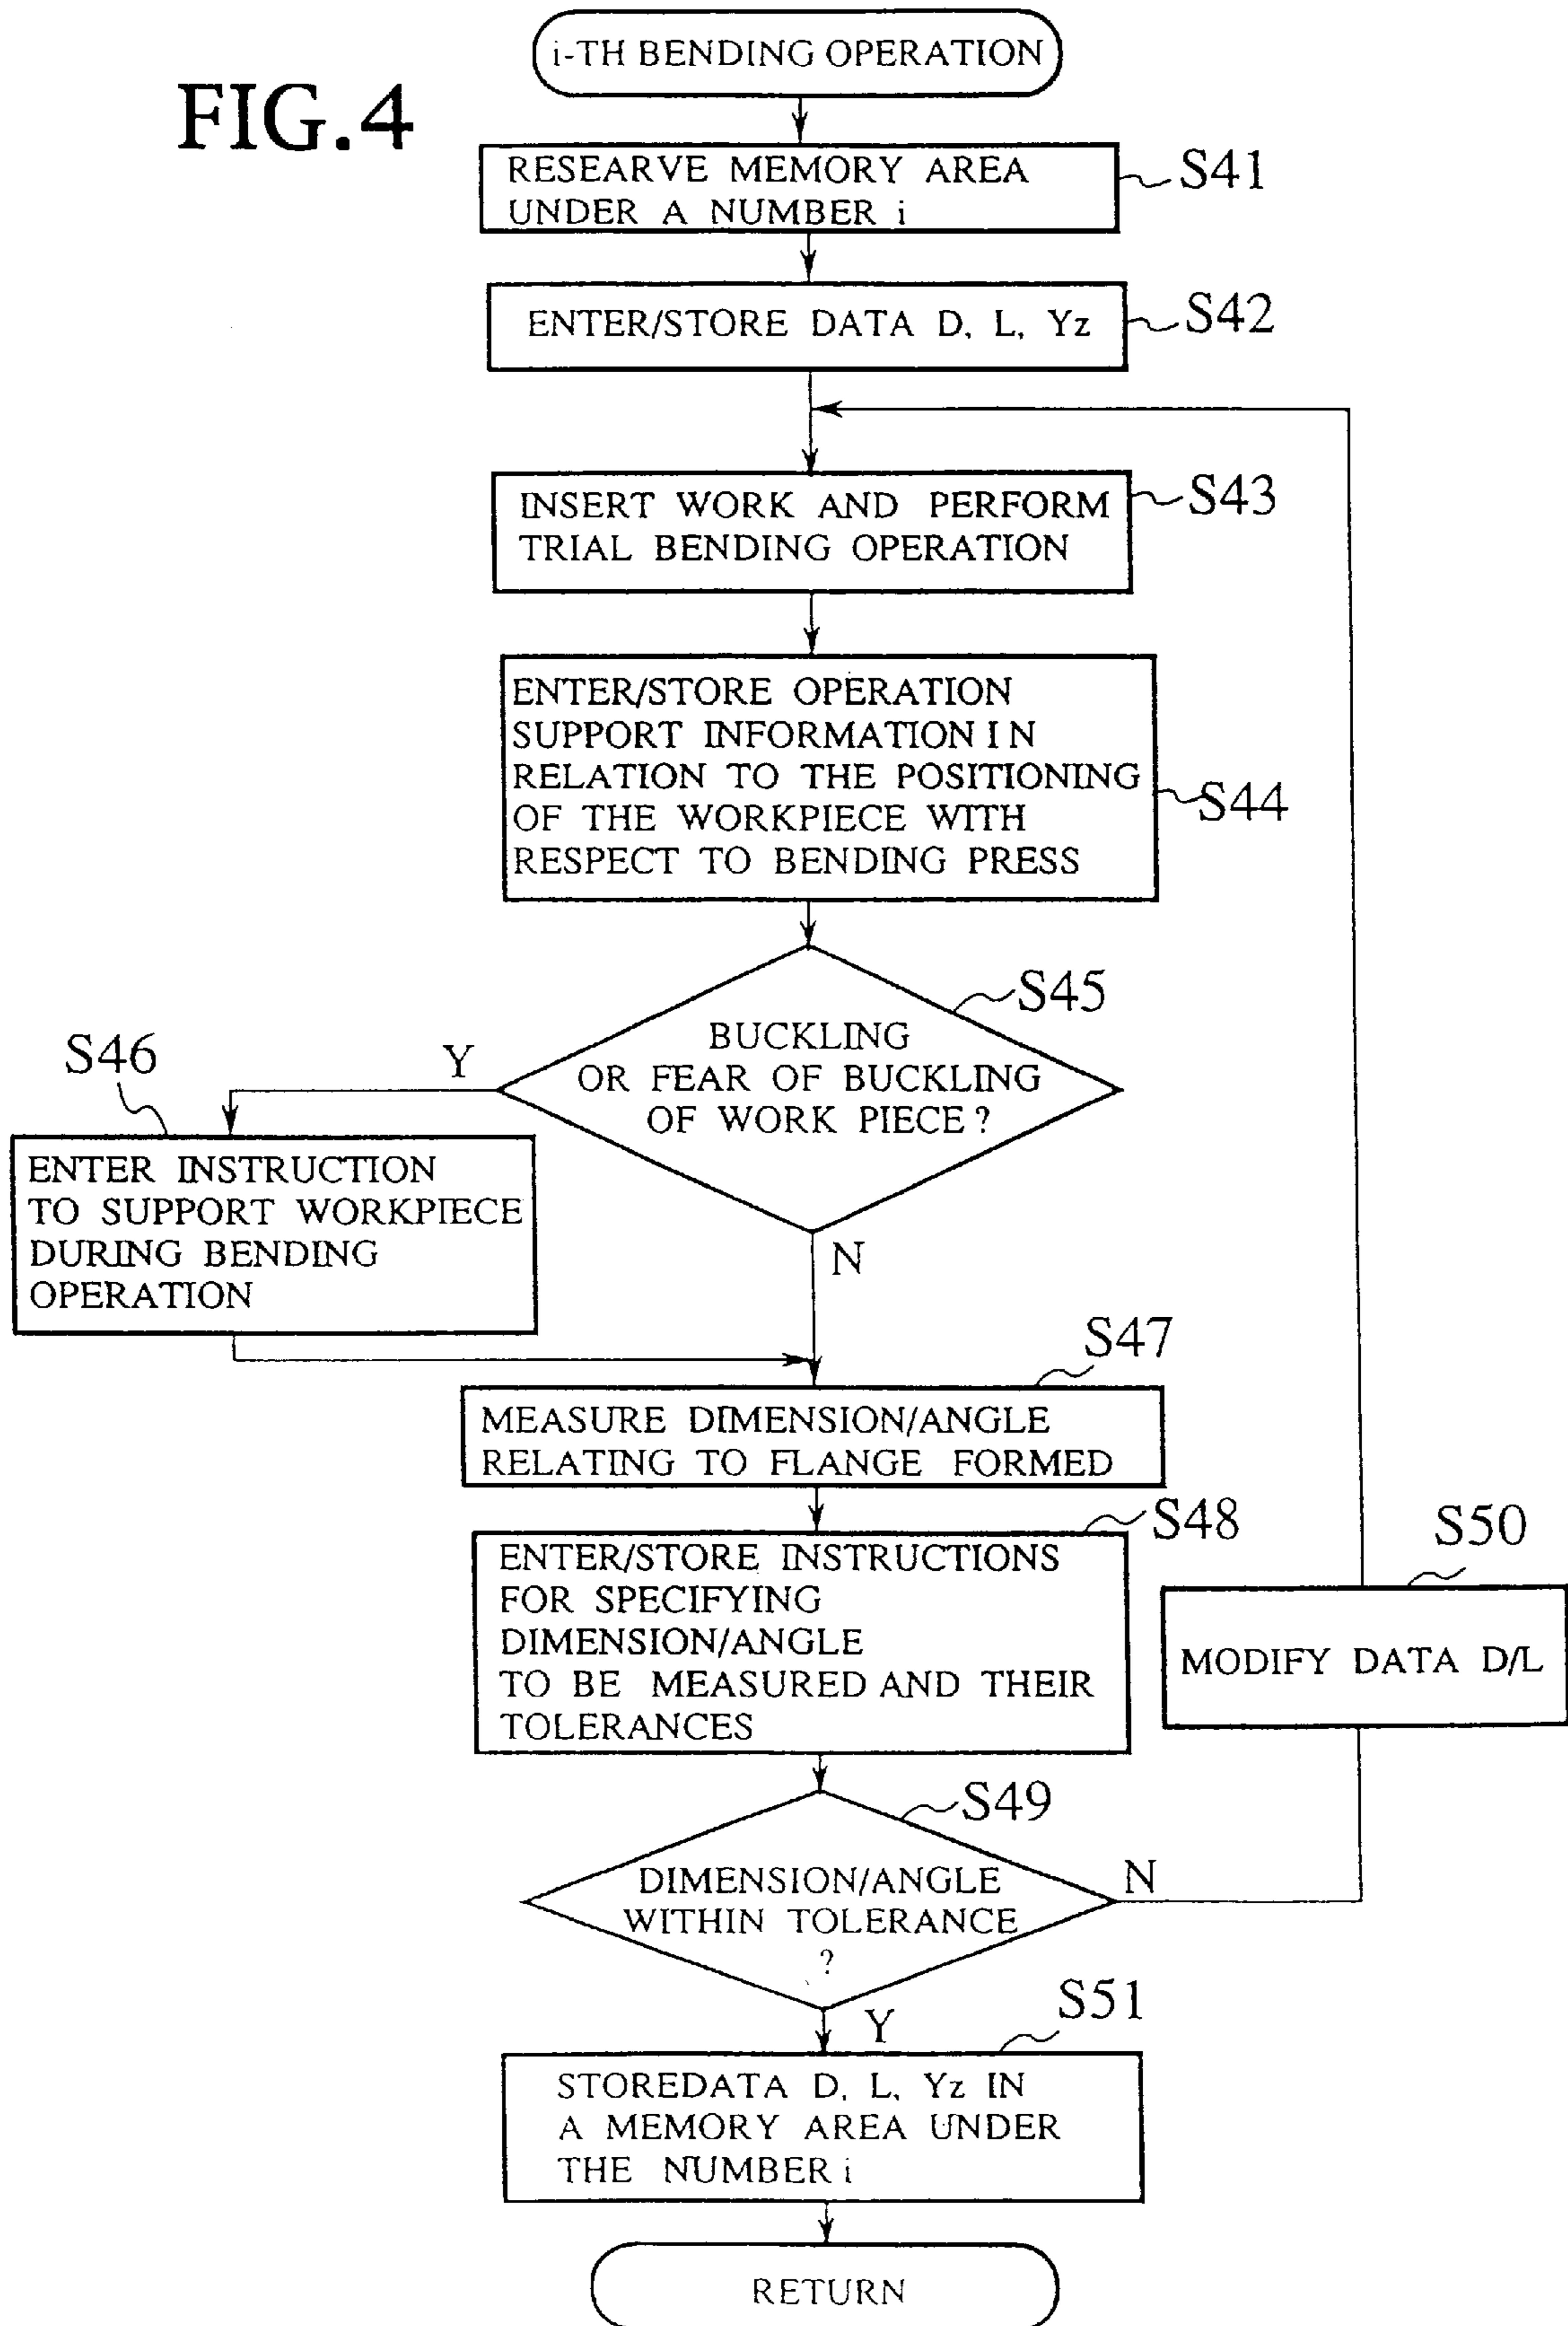 FIG.4
i-TH BENDING OPERATION
RESEARVE MEMORY AREA
UNDER A NUMBER i
S41
ENTER/STORE DATA D, L, Yz
S42
INSERT WORK AND PERFORM
TRIAL BENDING OPERATION
S43
ENTER/STORE OPERATION
SUPPORT INFORMATION IN
RELATION TO THE POSITIONING
OF THE WORKPIECE WITH
RESPECT TO BENDING PRESS
S44
S45
BUCKLING
OR FEAR OF BUCKLING
OF WORK PIECE?
Y
S46
ENTER INSTRUCTION
TO SUPPORT WORKPIECE
DURING BENDING
OPERATION
N
S47
MEASURE DIMENSION/ANGLE
RELATING TO FLANGE FORMED
S48
ENTER/STORE INSTRUCTIONS
FOR SPECIFYING
DIMENSION/ANGLE
TO BE MEASURED AND THEIR
TOLERANCES
S50
MODIFY DATA D/L
S49
DIMENSION/ANGLE
WITHIN TOLERANCE
?
N
Y
S51
STOREDATA D, L, Yz IN
A MEMORY AREA UNDER
THE NUMBER i
RETURN